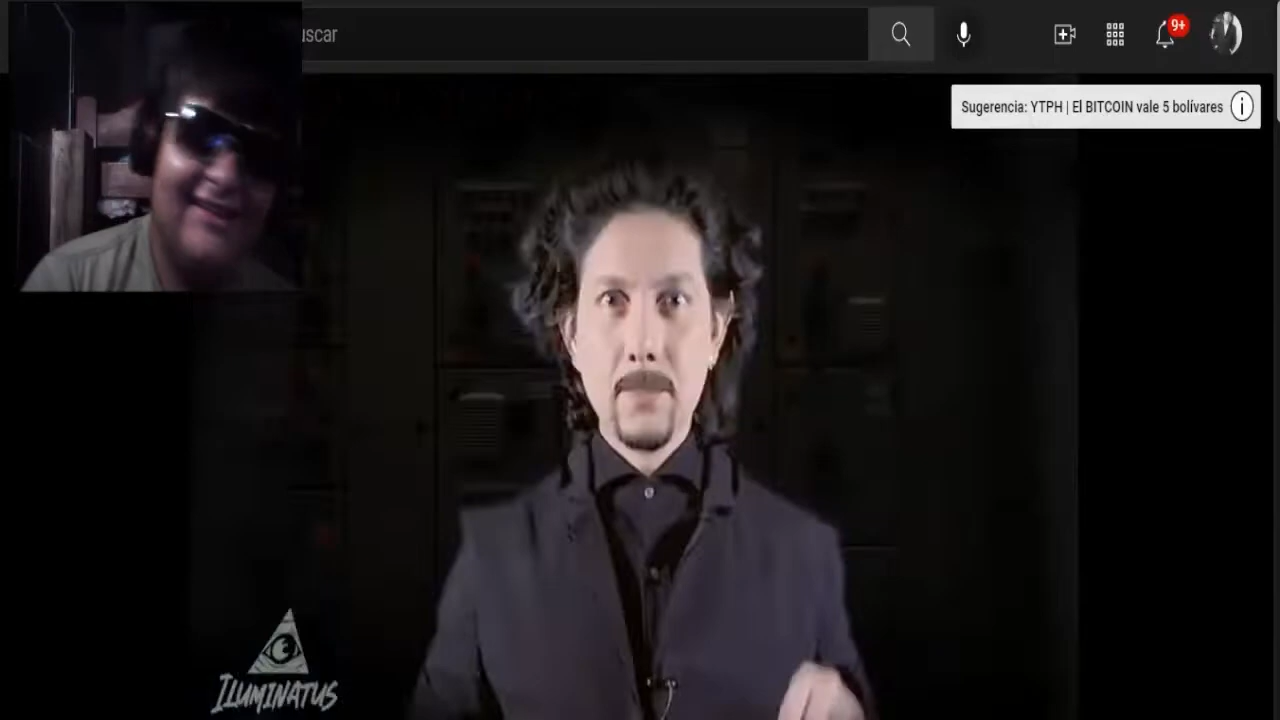 uscar
9+
Sugerencia: YTPH | El BITCOIN vale 5 bolívares
ILUMINATUS